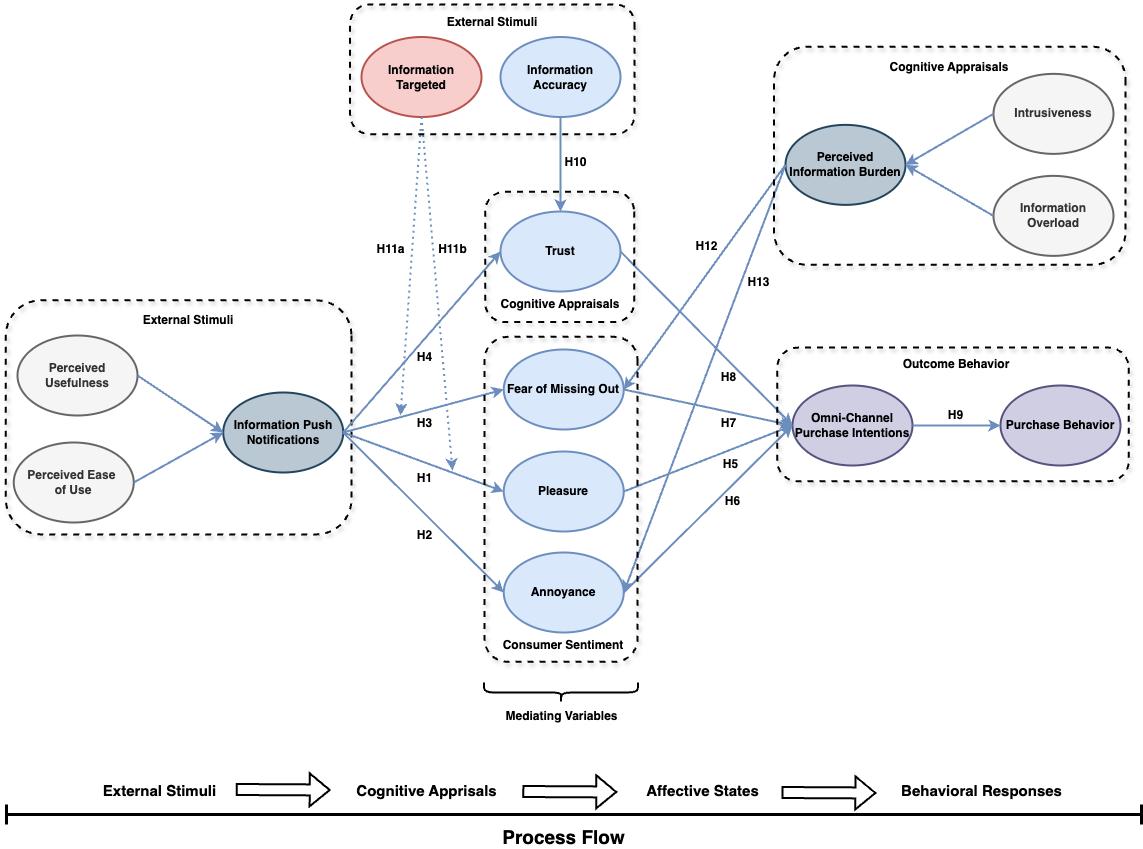 External Stimuli
Information
Targeted
Information
Accuracy
H10
Cognitive Appraisals
Intrusiveness
Perceived
Information Burden
Information
Overload
H11a
H11b
Trust
Cognitive Appraisals
H12
H13
External Stimuli
Perceived
Usefulness
Information Push
Notifications
Perceived Ease
of Use
H4
H3
H1
H2
Fear of Missing Out
Pleasure
Annoyance
Consumer Sentiment
H8
H7
H5
H6
Outcome Behavior
Omni-Channel
Purchase Intentions
H9
Purchase Behavior
Mediating Variables
External Stimuli
Cognitive Apprisals
Affective States
Behavioral Responses
Process Flow